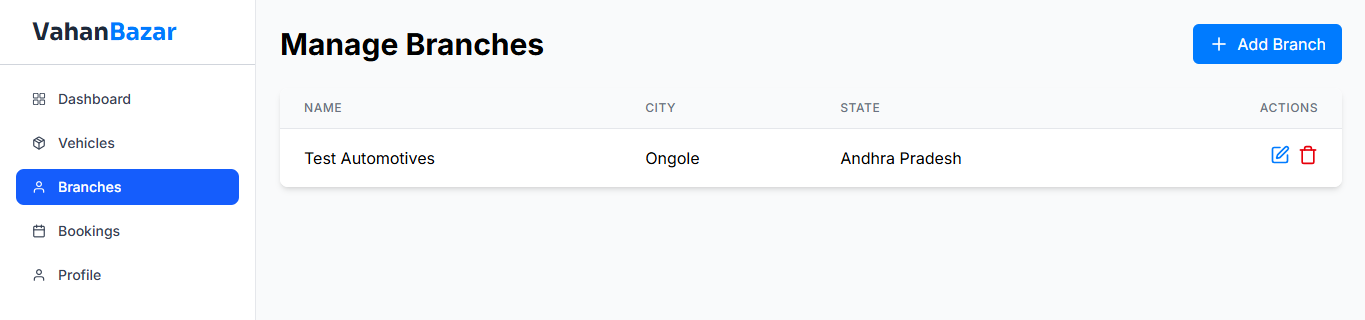 VahanBazar
Dashboard
Vehicles
Branches
Bookings
Profile
Manage Branches
Add Branch
NAME CITY STATE ACTIONS
Test Automotives Ongole Andhra Pradesh